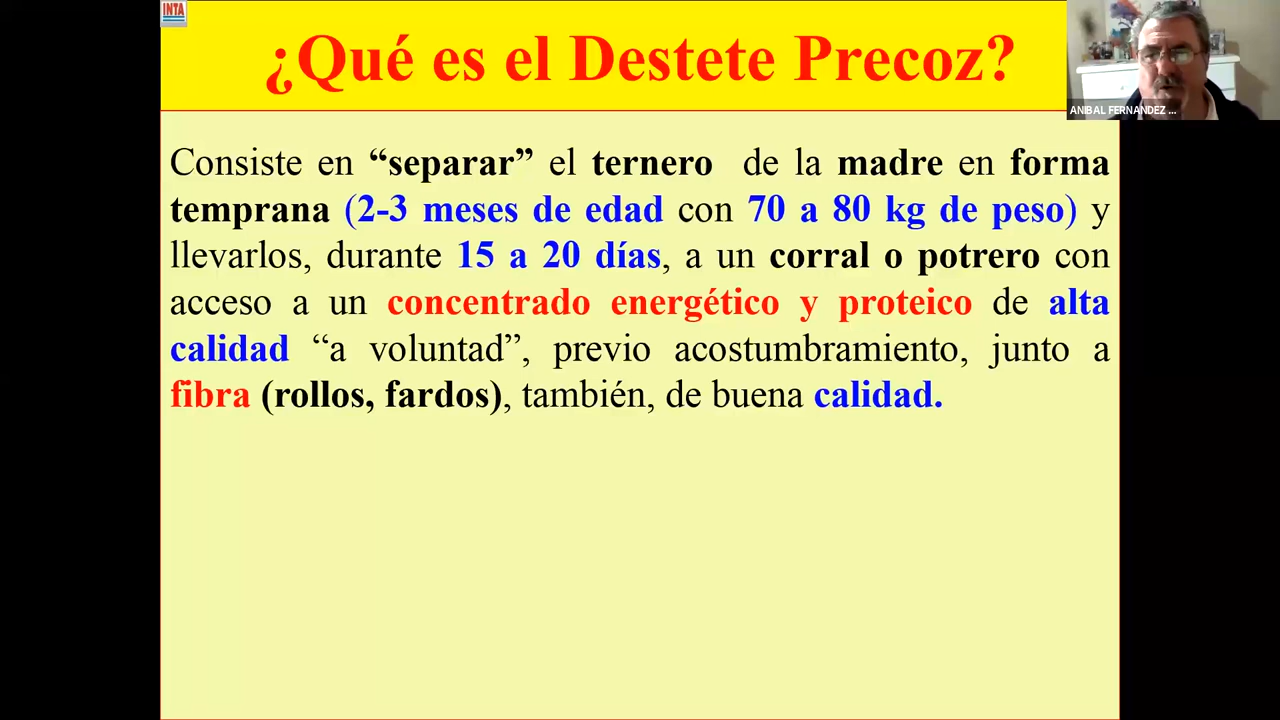 INTA
¿Qué es el Destete Precoz?
ANIBAL FERNANDEZ ...
Consiste en “separar” el ternero de la madre en forma
temprana (2-3 meses de edad con 70 a 80 kg de peso) y
llevarlos, durante 15 a 20 días, a un corral o potrero con
acceso a un concentrado energético y proteico de alta
calidad “a voluntad”, previo acostumbramiento, junto a
fibra (rollos, fardos), también, de buena calidad.